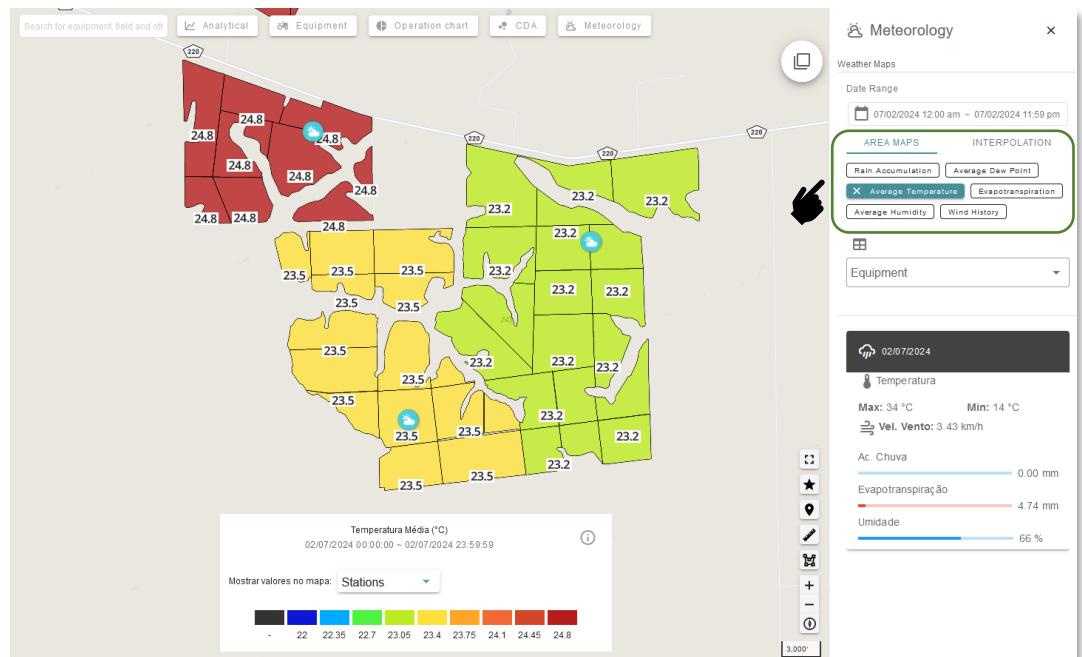 Search for equipment, field and oth
Analytical
Equipment
Operation chart
CDA
Meteorology
220
220
220
220
24.8
24.8
24.8
24.8
24.8
24.8
24.8
24.8
24.8
23.2
23.2
23.2
23.2
23.2
23.2
23.2
23.2
23.2
23.2
23.2
23.2
23.2
23.5
23.5
23.5
23.5
23.5
23.5
23.5
23.5
23.5
23.5
23.5
23.5
Temperatura Média (°C)
02/07/2024 00:00:00 ~ 02/07/2024 23:59:59
Mostrar valores no mapa: Stations
- 22 22.35 22.7 23.05 23.4 23.75 24.1 24.45 24.8
3,000'
Meteorology
Weather Maps
Date Range
07/02/2024 12:00 am ~ 07/02/2024 11:59 pm
AREA MAPS INTERPOLATION
Rain Accumulation Average Dew Point
Average Temperature Evapotranspiration
Average Humidity Wind History
Equipment
02/07/2024
Temperatura
Max: 34 °C Min: 14 °C
Vel. Vento: 3.43 km/h
Ac. Chuva
0.00 mm
Evapotranspiração
4.74 mm
Umidade
66 %